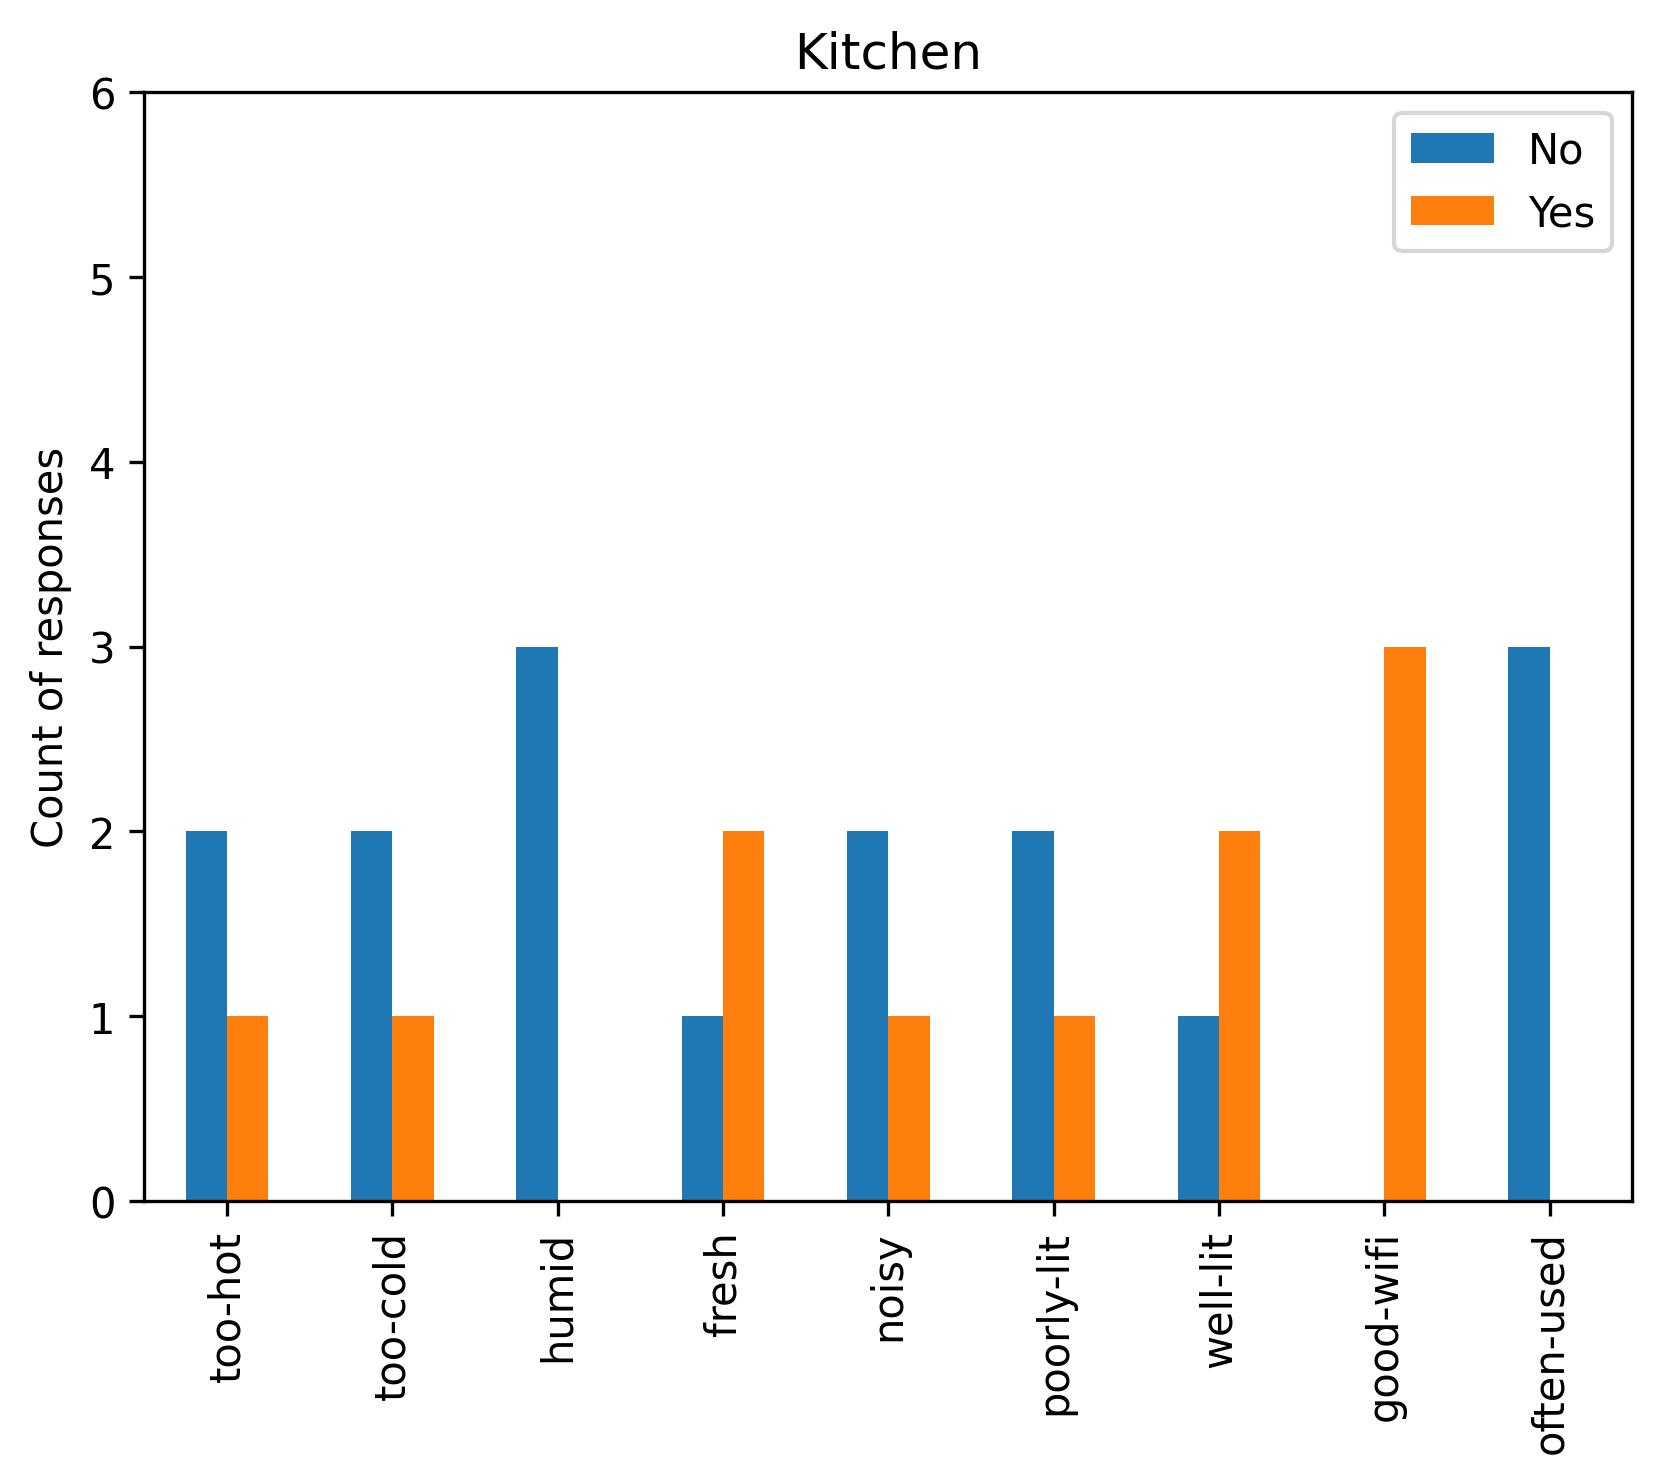 Kitchen
6
5
4
3
2
1
0
Count of responses
No
Yes
too-hot
too-cold
humid
fresh
noisy
poorly-lit
well-lit
good-wifi
often-used